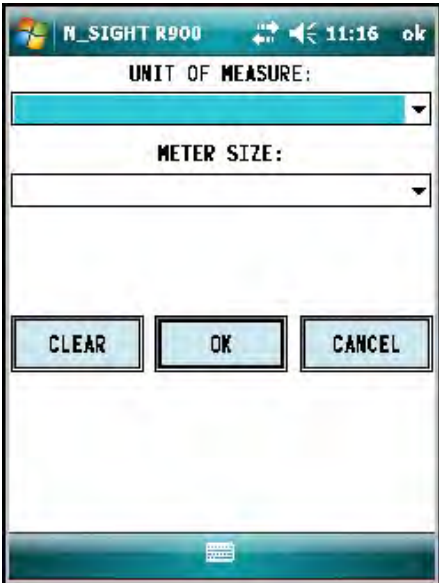 N_SIGHT R900 11:16 ok
UNIT OF MEASURE:
METER SIZE:
CLEAR OK CANCEL